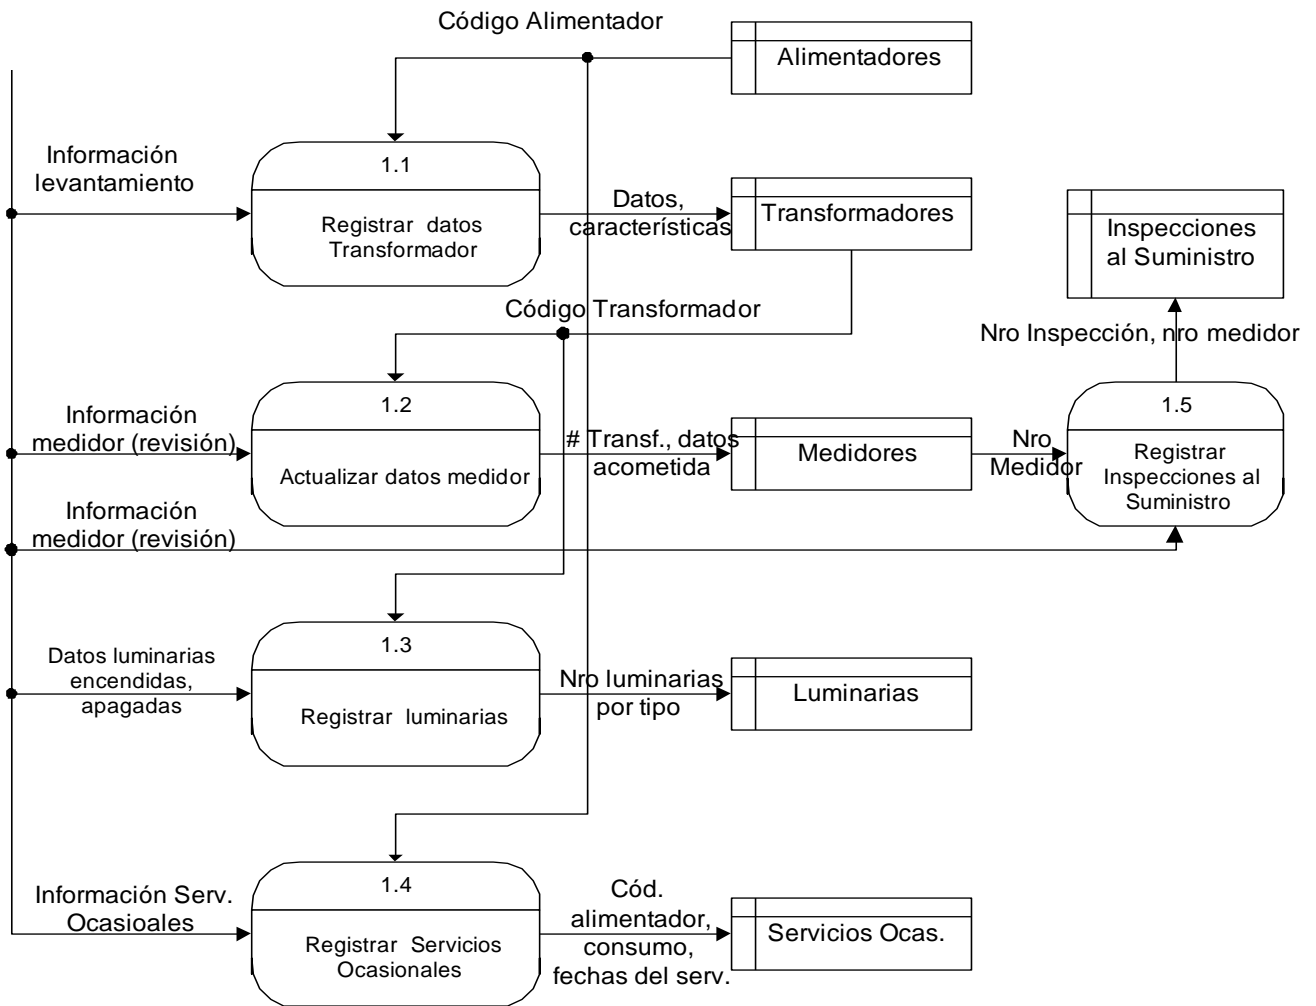 Código Alimentador
Alimentadores
Información
levantamiento
1.1
Registrar datos
Transformador
Datos,
características
Transformadores
Inspecciones
al Suministro
Código Transformador
Nro Inspección, nro medidor
Información
medidor (revisión)
1.2
Actualizar datos medidor
# Transf., datos
acometida
Medidores
Nro
Medidor
1.5
Registrar
Inspecciones al
Suministro
Información
medidor (revisión)
Datos luminarias
encendidas,
apagadas
1.3
Registrar luminarias
Nro luminarias
por tipo
Luminarias
Información Serv.
Ocasioales
1.4
Registrar Servicios
Ocasionales
Cód.
alimentador,
consumo,
fechas del serv.
Servicios Ocas.